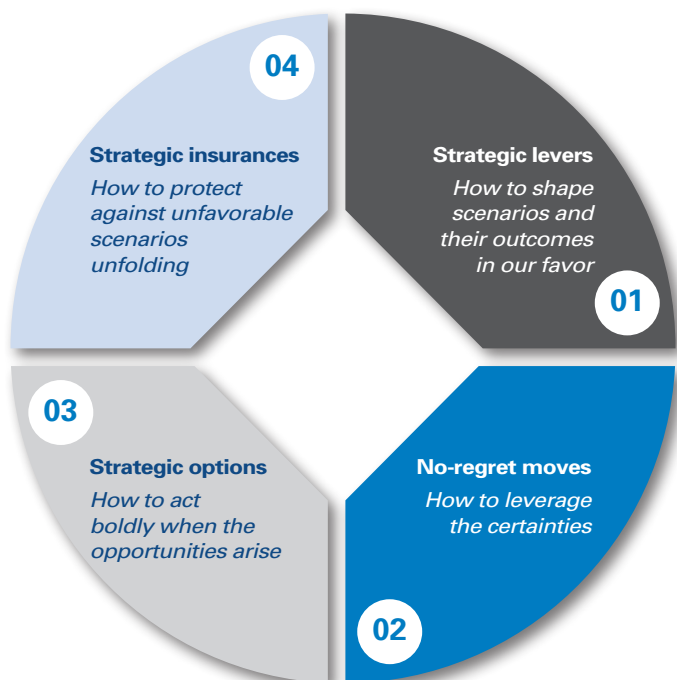 04
Strategic insurances
How to protect
against unfavorable
scenarios
unfolding
Strategic levers
How to shape
scenarios and
their outcomes
in our favor
01
03
Strategic options
How to act
boldly when the
opportunities arise
No-regret moves
How to leverage
the certainties
02